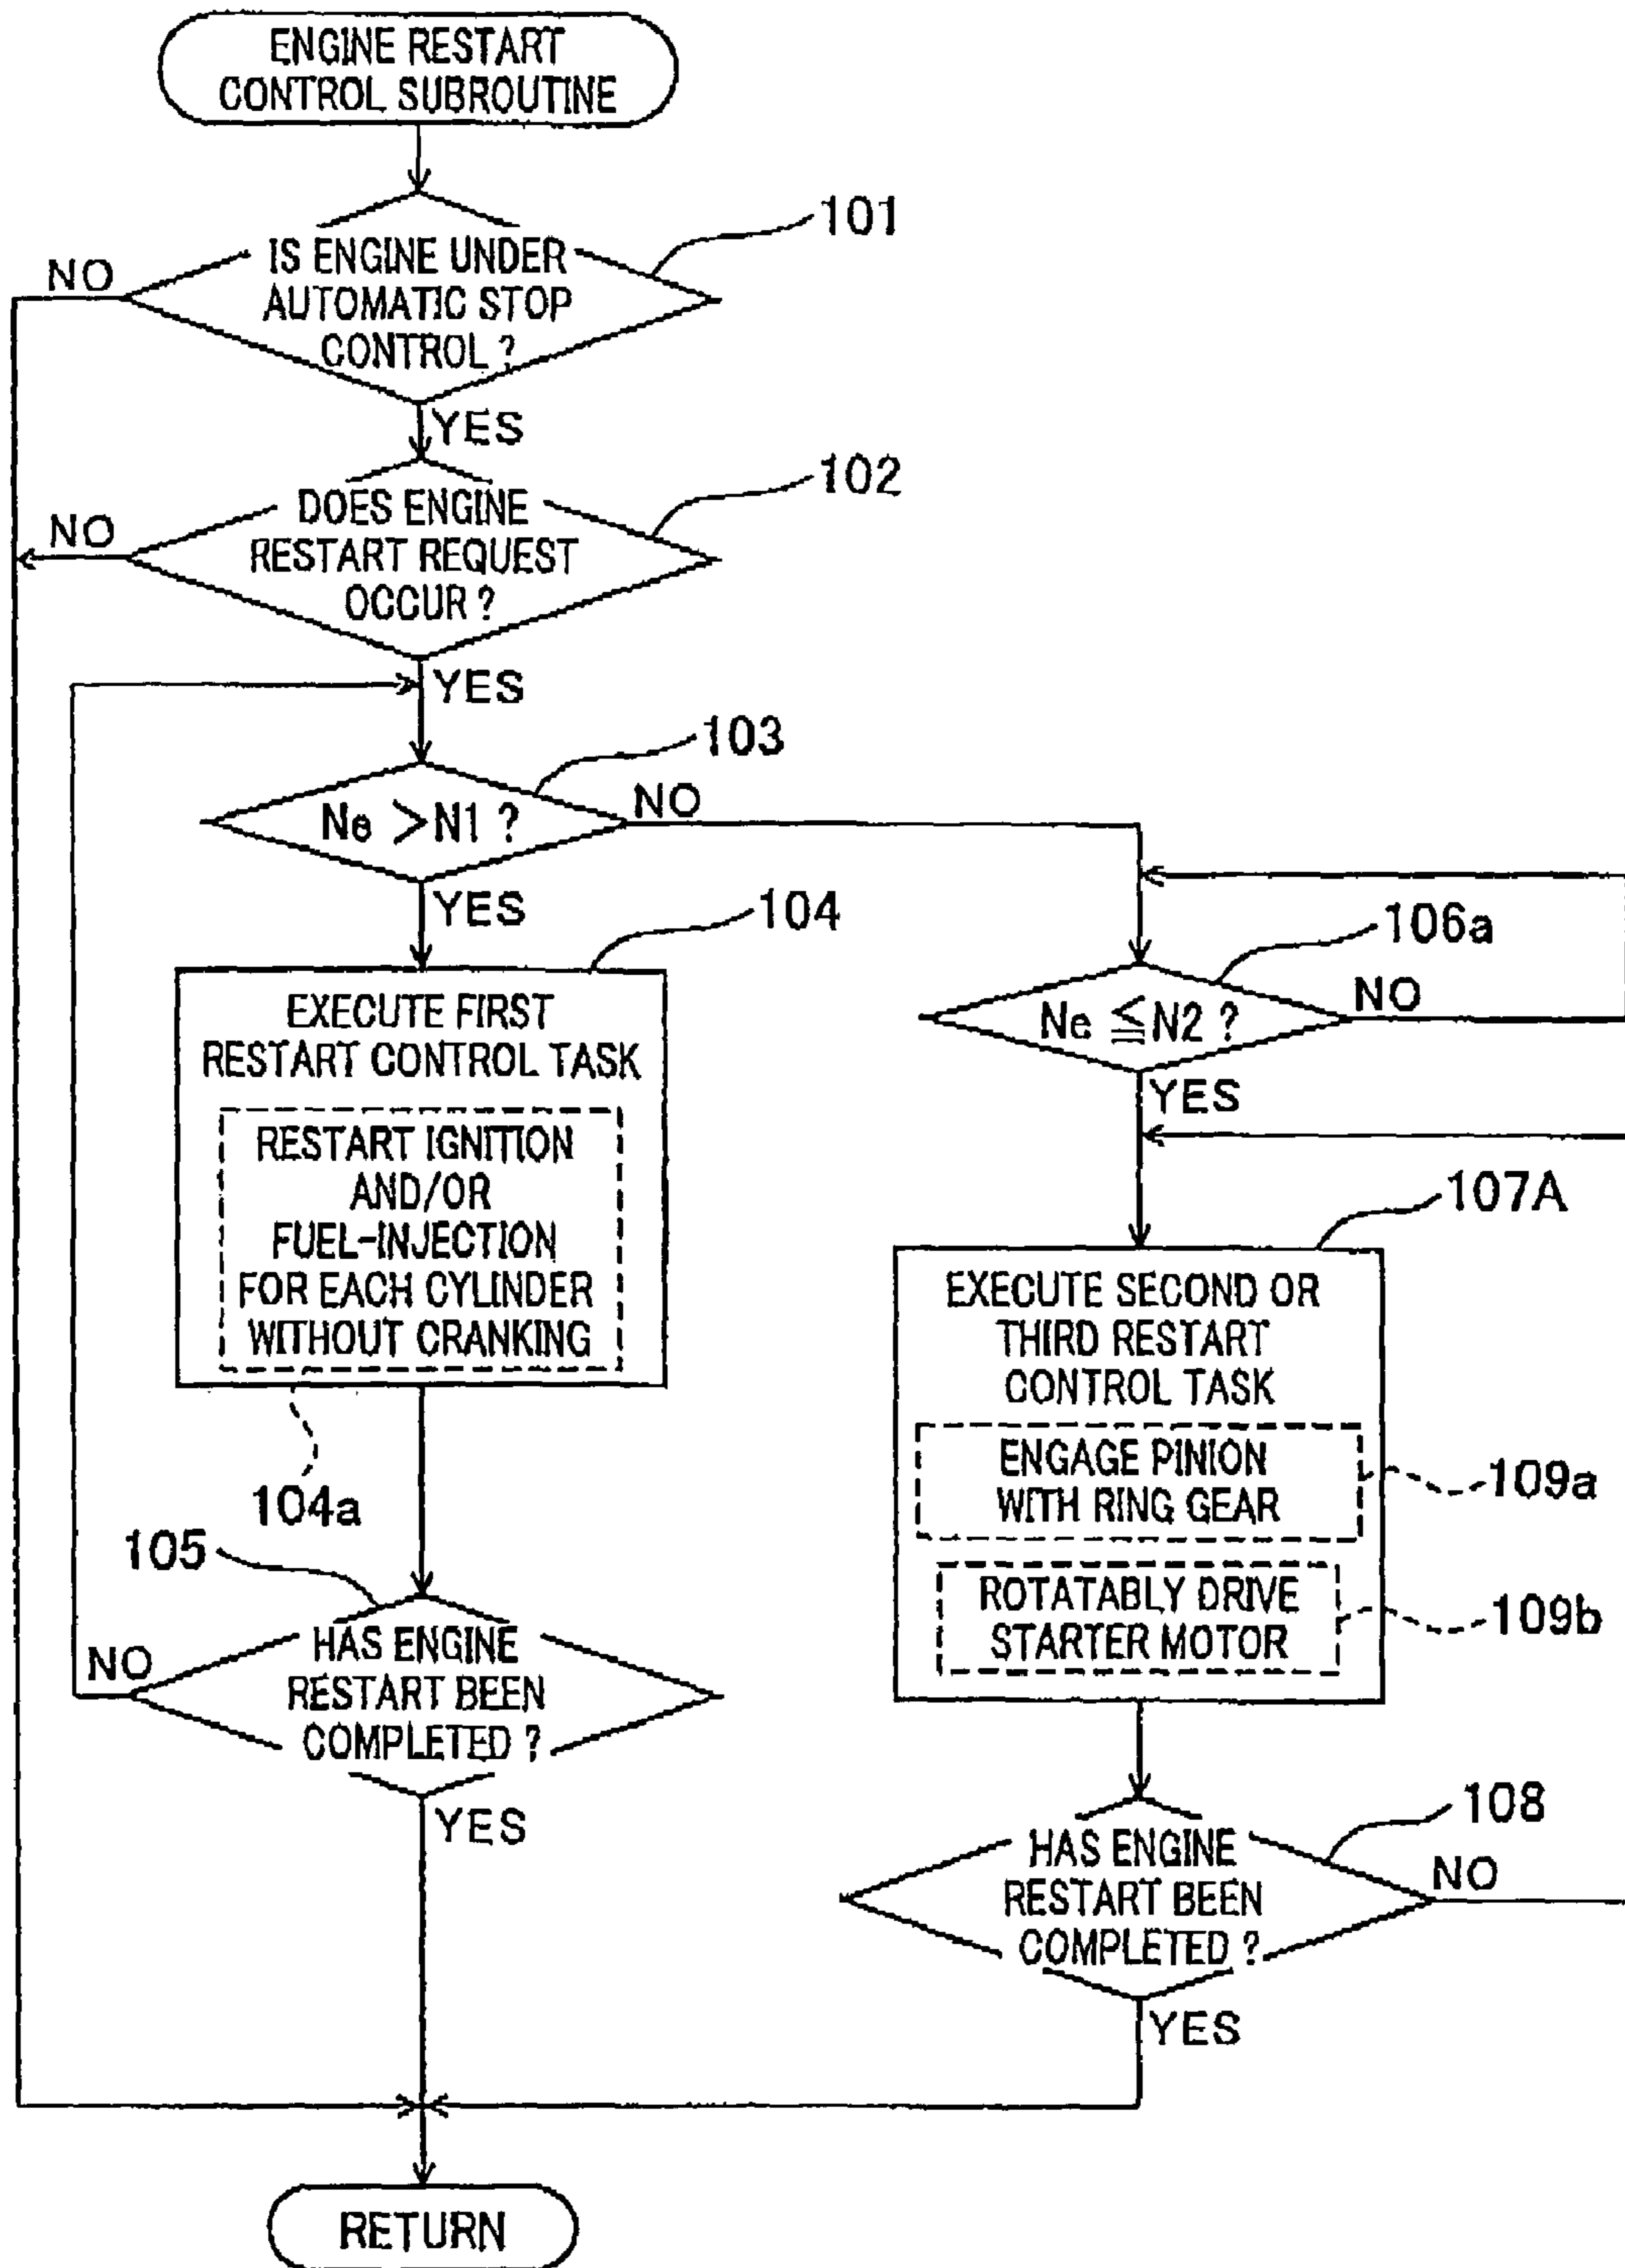 ENGINE RESTART
CONTROL SUBROUTINE
101
IS ENGINE UNDER
AUTOMATIC STOP
CONTROL ?
NO
YES
102
DOES ENGINE
RESTART REQUEST
OCCUR ?
NO
YES
103
Ne >N1 ?
NO
YES
104
EXECUTE FIRST
RESTART CONTROL TASK
RESTART IGNITION
AND/OR
FUEL-INJECTION
FOR EACH CYLINDER
WITHOUT CRANKING
104a
105
HAS ENGINE
RESTART BEEN
COMPLETED ?
NO
YES
106a
Ne ≦N2 ?
NO
YES
107A
EXECUTE SECOND OR
THIRD RESTART
CONTROL TASK
ENGAGE PINION
WITH RING GEAR
109a
ROTATABLY DRIVE
STARTER MOTOR
109b
108
HAS ENGINE
RESTART BEEN
COMPLETED ?
NO
YES
RETURN